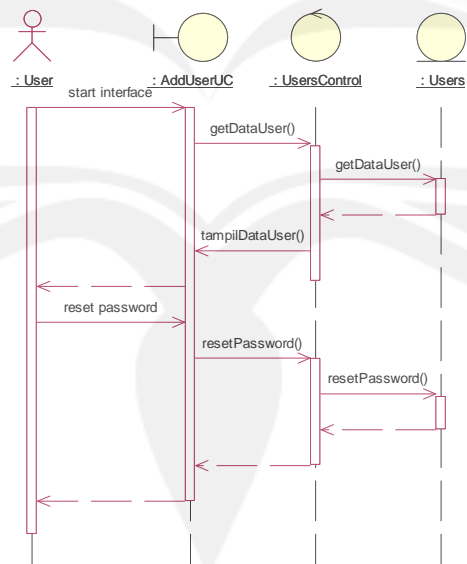 : User
: AddUserUC
: UsersControl
: Users
start interface
getDataUser()
getDataUser()
tampilDataUser()
reset password
resetPassword()
resetPassword()